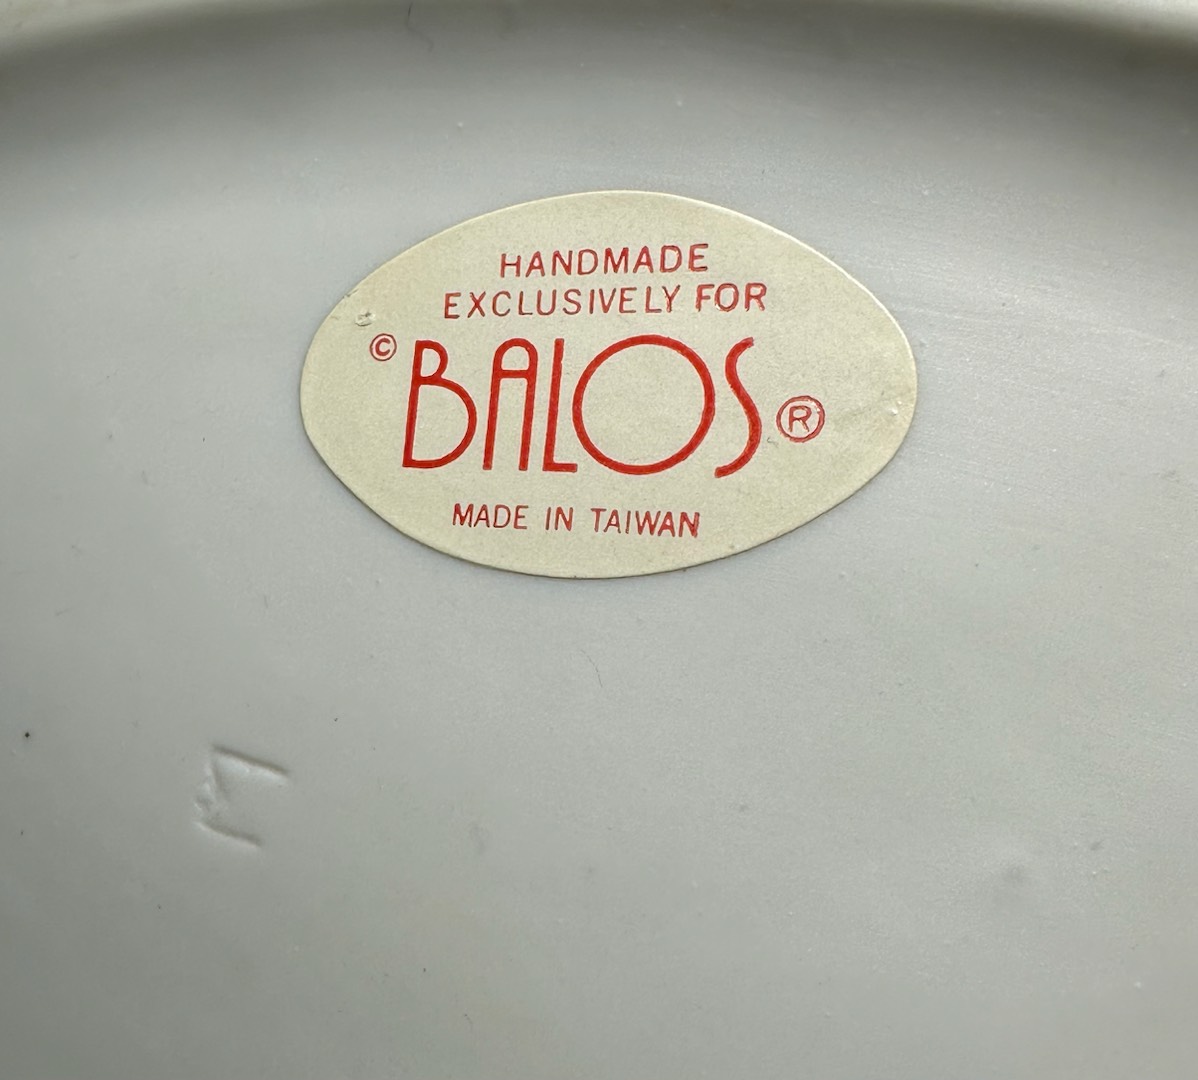 HANDMADE
EXCLUSIVELY FOR
© BALOS ®
MADE IN TAIWAN